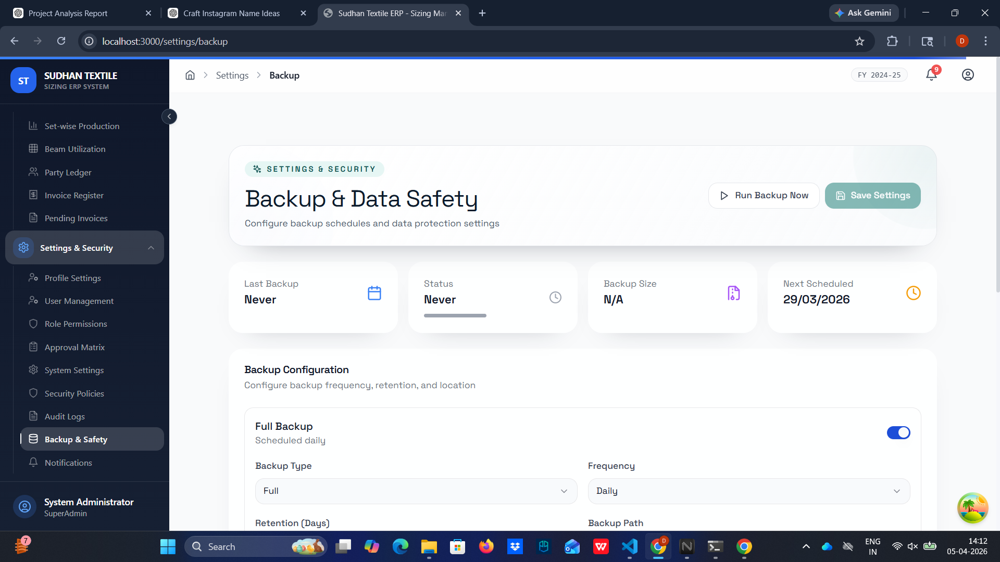 Project Analysis Report
Craft Instagram Name Ideas
Sudhan Textile ERP - Sizing Mar
Ask Gemini
localhost:3000/settings/backup
D
ST
SUDHAN TEXTILE
SIZING ERP SYSTEM
Settings
Backup
FY 2024-25
9
Set-wise Production
Beam Utilization
Party Ledger
Invoice Register
Pending Invoices
Settings & Security
Profile Settings
User Management
Role Permissions
Approval Matrix
System Settings
Security Policies
Audit Logs
Backup & Safety
Notifications
System Administrator
SuperAdmin
SETTINGS & SECURITY
Backup & Data Safety
Configure backup schedules and data protection settings
Run Backup Now
Save Settings
Last Backup
Never
Status
Never
Backup Size
N/A
Next Scheduled
29/03/2026
Backup Configuration
Configure backup frequency, retention, and location
Full Backup
Scheduled daily
Backup Type
Frequency
Full
Daily
Retention (Days)
Backup Path
7
Search
D
ENG
IN
14:12
05-04-2026